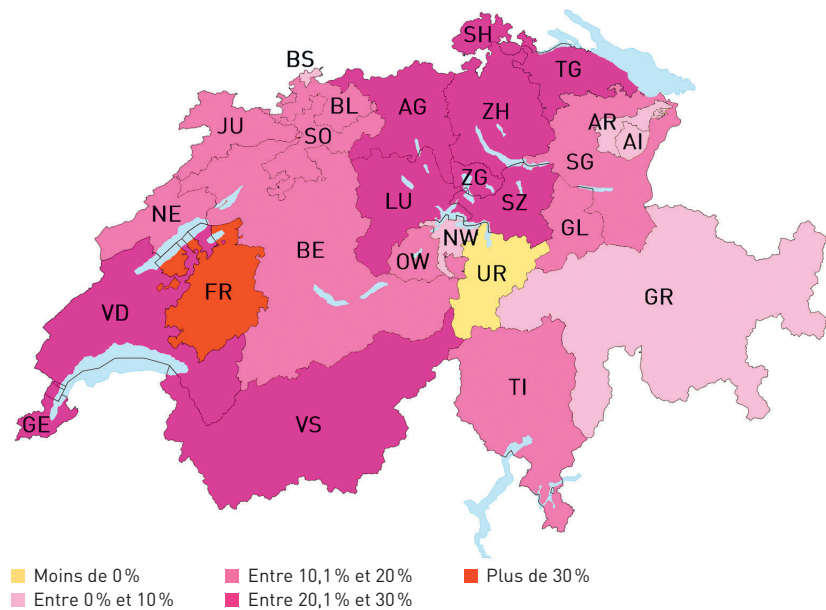 SH
BS
TG
BL
AG
ZH
JU
AR
SO
AI
SG
ZG
LU
SZ
NE
NW
GL
BE
OW
UR
FR
GR
VD
TI
GE
VS
Moins de 0 %
Entre 10,1 % et 20 %
Plus de 30 %
Entre 0 % et 10 %
Entre 20,1 % et 30 %